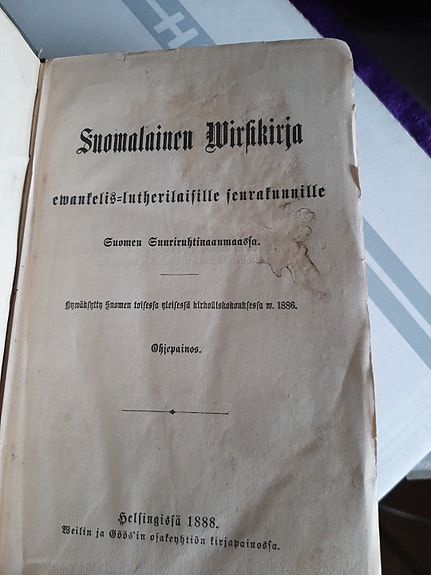 Suomalainen Wirsikirja
ewankelis-lutherilaisille seurakunnille
Suomen Suuriruhtinaanmaassa.
Hywäksytty Suomen toisessa yleisessä kirkolliskokouksessa w. 1886.
Ohjepainos.
Helsingissä 1888.
Weilin ja Göös'in osakeyhtiön kirjapainossa.